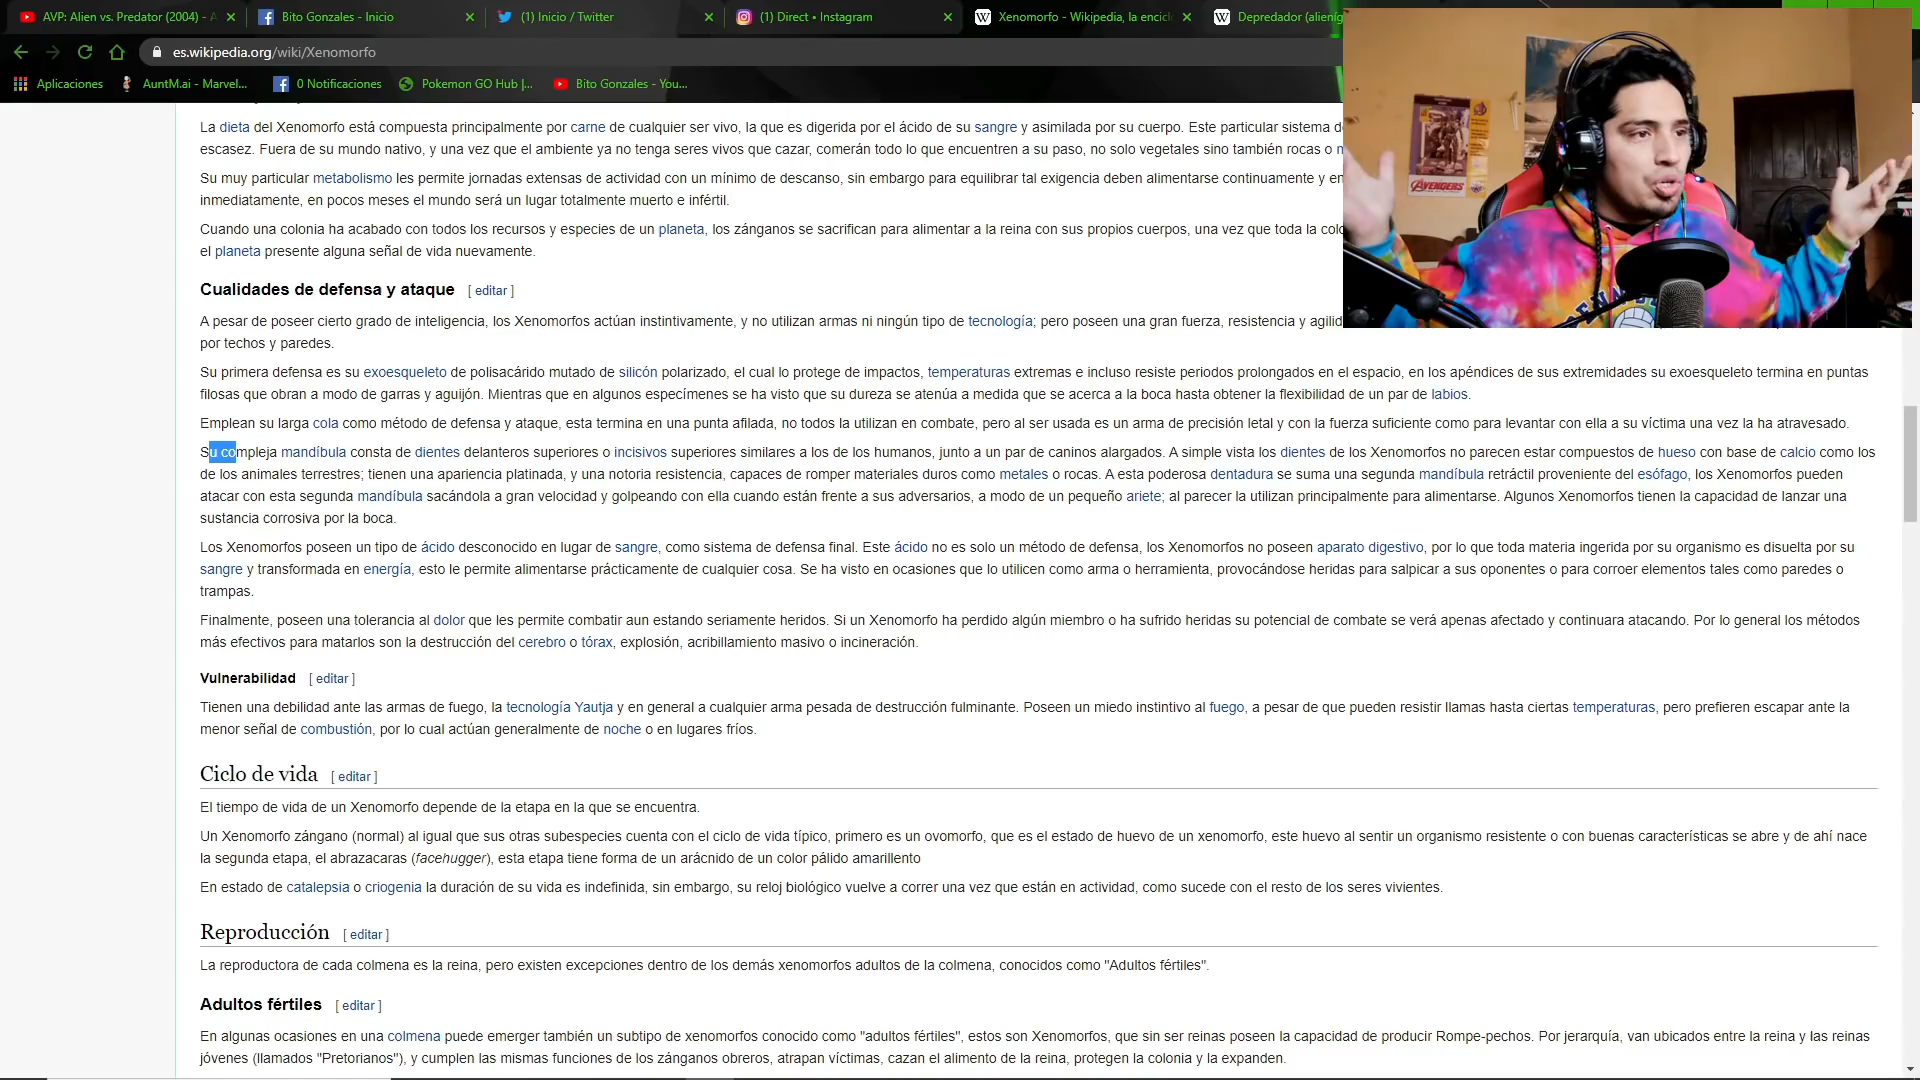 AVP: Alien vs. Predator (2004) - A
Bito Gonzales - Inicio
(1) Inicio / Twitter
(1) Direct • Instagram
Xenomorfo - Wikipedia, la encicl
Depredador (alieníg
es.wikipedia.org/wiki/Xenomorfo
Aplicaciones
AuntM.ai - Marvel...
0 Notificaciones
Pokemon GO Hub |...
Bito Gonzales - You...
AVENGERS
La dieta del Xenomorfo está compuesta principalmente por carne de cualquier ser vivo, la que es digerida por el ácido de su sangre y asimilada por su cuerpo. Este particular sistema d
escasez. Fuera de su mundo nativo, y una vez que el ambiente ya no tenga seres vivos que cazar, comerán todo lo que encuentren a su paso, no solo vegetales sino también rocas o
Su muy particular metabolismo les permite jornadas extensas de actividad con un mínimo de descanso, sin embargo para equilibrar tal exigencia deben alimentarse continuamente y en
inmediatamente, en pocos meses el mundo será un lugar totalmente muerto e infértil.
Cuando una colonia ha acabado con todos los recursos y especies de un planeta, los zánganos se sacrifican para alimentar a la reina con sus propios cuerpos, una vez que toda la colo
el planeta presente alguna señal de vida nuevamente.
Cualidades de defensa y ataque [ editar ]
A pesar de poseer cierto grado de inteligencia, los Xenomorfos actúan instintivamente, y no utilizan armas ni ningún tipo de tecnología; pero poseen una gran fuerza, resistencia y agilid
por techos y paredes.
Su primera defensa es su exoesqueleto de polisacárido mutado de silicón polarizado, el cual lo protege de impactos, temperaturas extremas e incluso resiste periodos prolongados en el espacio, en los apéndices de sus extremidades su exoesqueleto termina en puntas
filosas que obran a modo de garras y aguijón. Mientras que en algunos especímenes se ha visto que su dureza se atenúa a medida que se acerca a la boca hasta obtener la flexibilidad de un par de labios.
Emplean su larga cola como método de defensa y ataque, esta termina en una punta afilada, no todos la utilizan en combate, pero al ser usada es un arma de precisión letal y con la fuerza suficiente como para levantar con ella a su víctima una vez la ha atravesado.
Su compleja mandíbula consta de dientes delanteros superiores o incisivos superiores similares a los de los humanos, junto a un par de caninos alargados. A simple vista los dientes de los Xenomorfos no parecen estar compuestos de hueso con base de calcio como los
de los animales terrestres; tienen una apariencia platinada, y una notoria resistencia, capaces de romper materiales duros como metales o rocas. A esta poderosa dentadura se suma una segunda mandíbula retráctil proveniente del esófago, los Xenomorfos pueden
atacar con esta segunda mandíbula sacándola a gran velocidad y golpeando con ella cuando están frente a sus adversarios, a modo de un pequeño ariete; al parecer la utilizan principalmente para alimentarse. Algunos Xenomorfos tienen la capacidad de lanzar una
sustancia corrosiva por la boca.
Los Xenomorfos poseen un tipo de ácido desconocido en lugar de sangre, como sistema de defensa final. Este ácido no es solo un método de defensa, los Xenomorfos no poseen aparato digestivo, por lo que toda materia ingerida por su organismo es disuelta por su
sangre y transformada en energía, esto le permite alimentarse prácticamente de cualquier cosa. Se ha visto en ocasiones que lo utilicen como arma o herramienta, provocándose heridas para salpicar a sus oponentes o para corroer elementos tales como paredes o
trampas.
Finalmente, poseen una tolerancia al dolor que les permite combatir aun estando seriamente heridos. Si un Xenomorfo ha perdido algún miembro o ha sufrido heridas su potencial de combate se verá apenas afectado y continuara atacando. Por lo general los métodos
más efectivos para matarlos son la destrucción del cerebro o tórax, explosión, acribillamiento masivo o incineración.
Vulnerabilidad [ editar ]
Tienen una debilidad ante las armas de fuego, la tecnología Yautja y en general a cualquier arma pesada de destrucción fulminante. Poseen un miedo instintivo al fuego, a pesar de que pueden resistir llamas hasta ciertas temperaturas, pero prefieren escapar ante la
menor señal de combustión, por lo cual actúan generalmente de noche o en lugares fríos.
Ciclo de vida [ editar ]
El tiempo de vida de un Xenomorfo depende de la etapa en la que se encuentra.
Un Xenomorfo zángano (normal) al igual que sus otras subespecies cuenta con el ciclo de vida típico, primero es un ovomorfo, que es el estado de huevo de un xenomorfo, este huevo al sentir un organismo resistente o con buenas características se abre y de ahí nace
la segunda etapa, el abrazacaras (facehugger), esta etapa tiene forma de un arácnido de un color pálido amarillento
En estado de catalepsia o criogenia la duración de su vida es indefinida, sin embargo, su reloj biológico vuelve a correr una vez que están en actividad, como sucede con el resto de los seres vivientes.
Reproducción [ editar ]
La reproductora de cada colmena es la reina, pero existen excepciones dentro de los demás xenomorfos adultos de la colmena, conocidos como "Adultos fértiles".
Adultos fértiles [ editar ]
En algunas ocasiones en una colmena puede emerger también un subtipo de xenomorfos conocido como "adultos fértiles", estos son Xenomorfos, que sin ser reinas poseen la capacidad de producir Rompe-pechos. Por jerarquía, van ubicados entre la reina y las reinas
jóvenes (llamados "Pretorianos"), y cumplen las mismas funciones de los zánganos obreros, atrapan víctimas, cazan el alimento de la reina, protegen la colonia y la expanden.